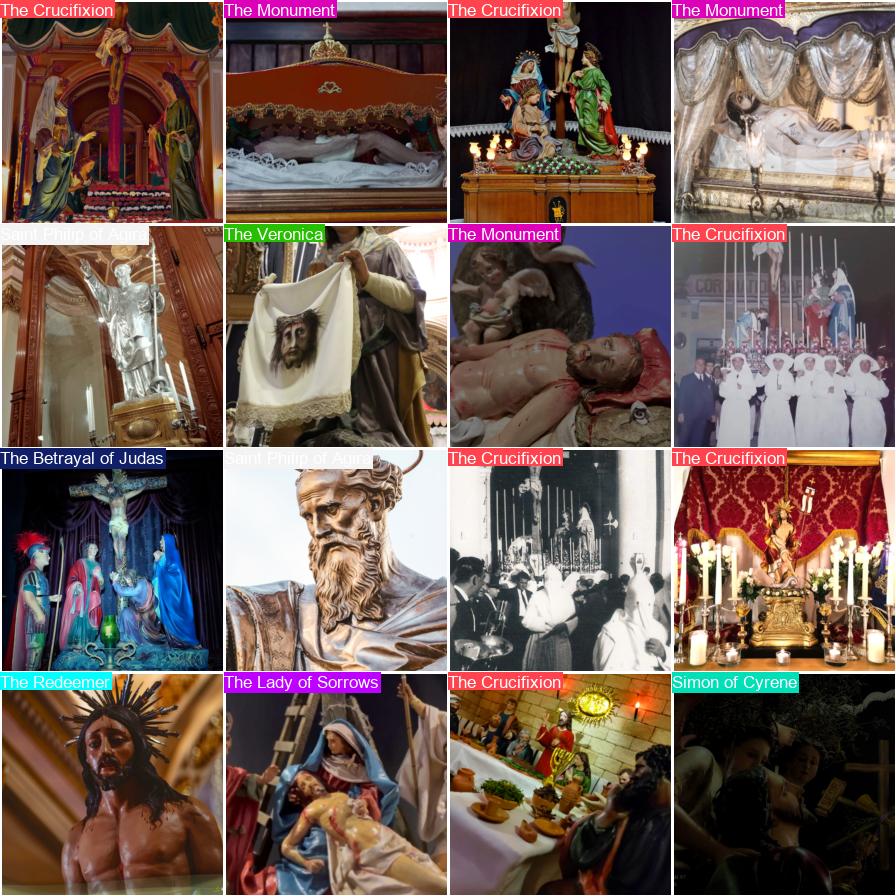 The Crucifixion
The Monument
The Crucifixion
The Monument
Saint Philip of Agira
The Veronica
The Monument
The Crucifixion
The Betrayal of Judas
Saint Philip of Agira
The Crucifixion
The Crucifixion
The Redeemer
The Lady of Sorrows
The Crucifixion
Simon of Cyrene